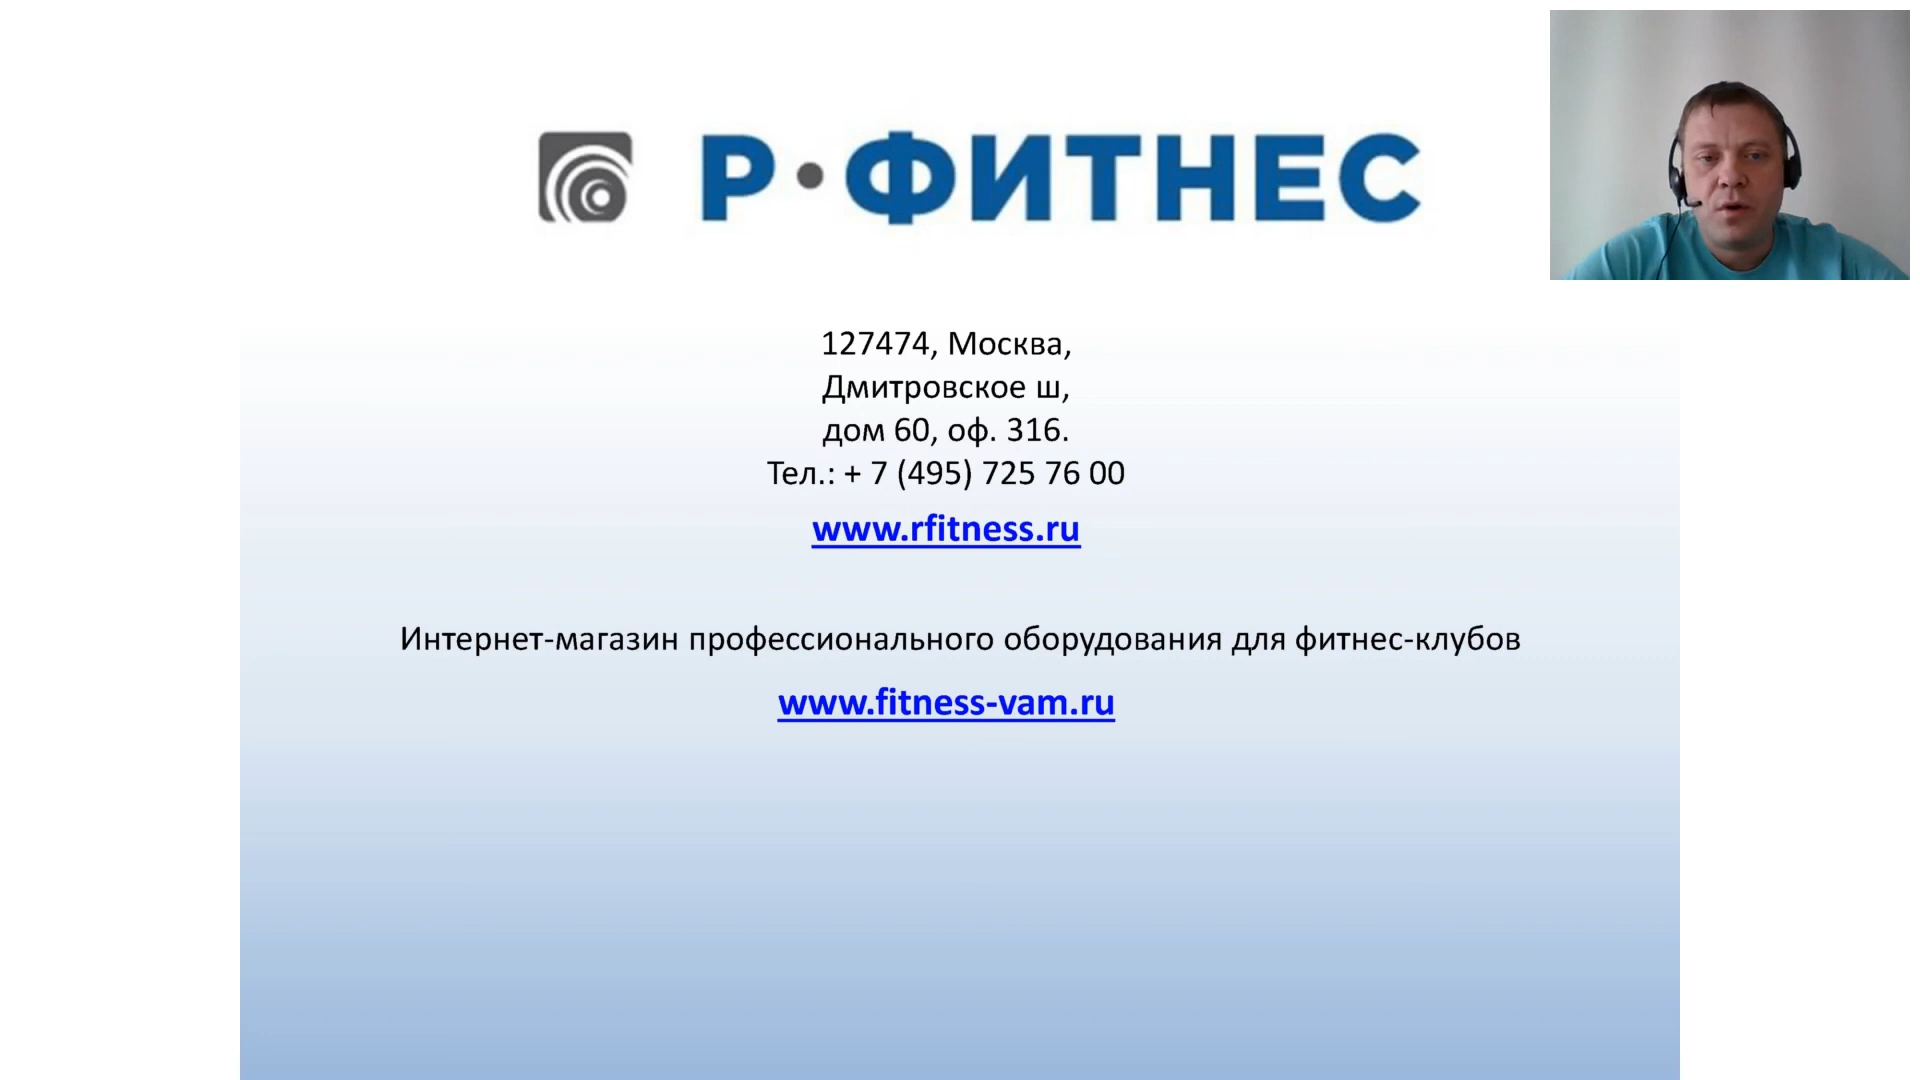 Р·ФИТНЕС
127474, Москва,
Дмитровское ш,
дом 60, оф. 316.
Тел.: + 7 (495) 725 76 00
www.rfitness.ru
Интернет-магазин профессионального оборудования для фитнес-клубов
www.fitness-vam.ru